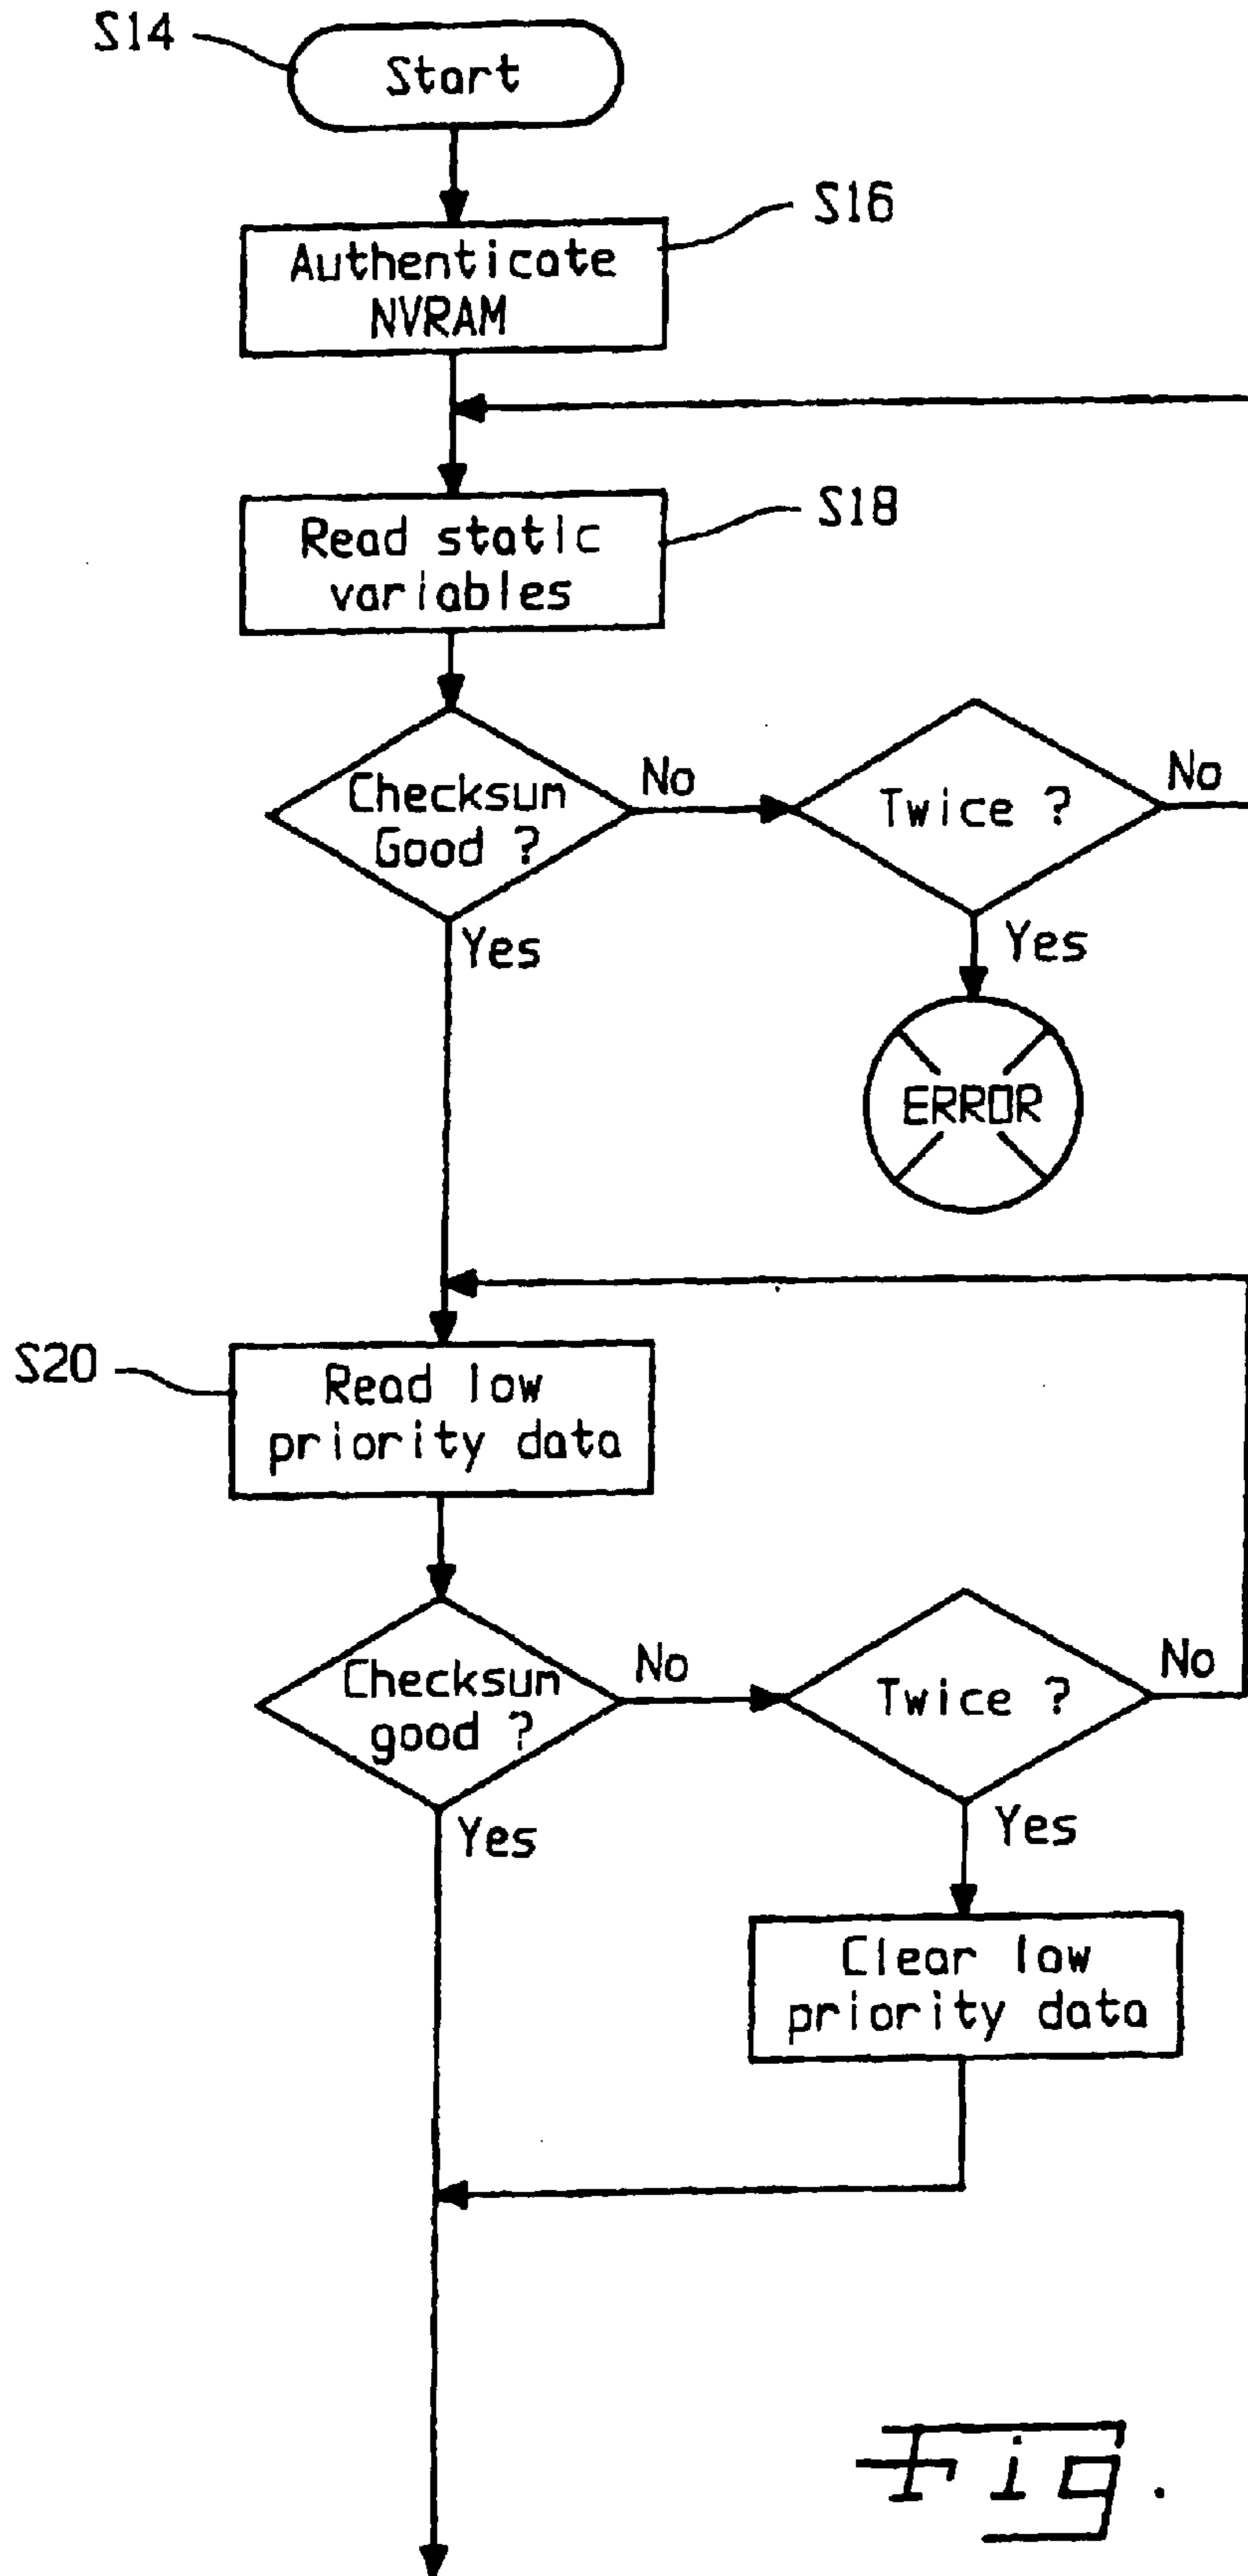 S14
Start
S16
Authenticate
NVRAM
S18
Read static
variables
Checksum
Good ?
No
Twice ?
No
Yes
Yes
ERROR
S20
Read low
priority data
Checksum
good ?
No
Twice ?
No
Yes
Yes
Clear low
priority data
Fig.